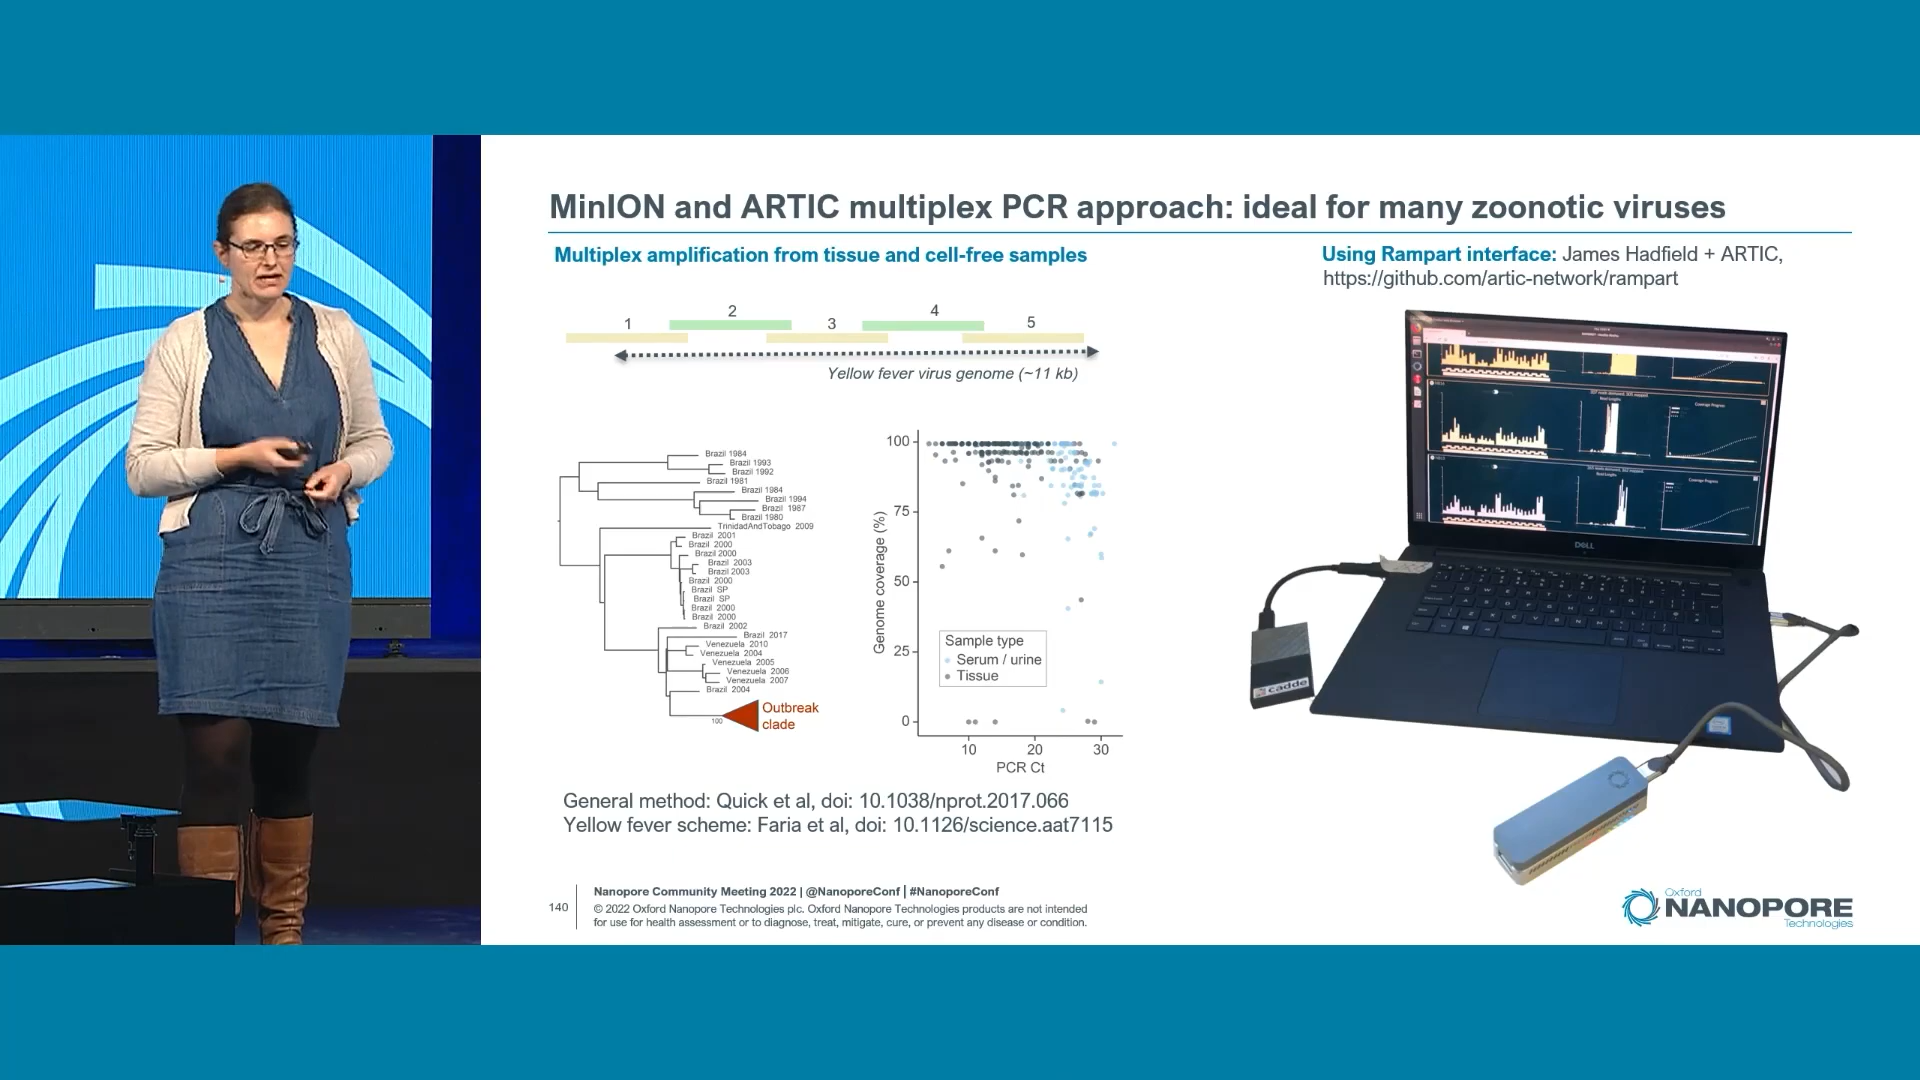 MinION and ARTIC multiplex PCR approach: ideal for many zoonotic viruses
Multiplex amplification from tissue and cell-free samples
1
2
3
4
5
Yellow fever virus genome (~11 kb)
Brazil 1984
Brazil 1993
Brazil 1992
Brazil 1981
Brazil 1984
Brazil 1994
Brazil 1987
Brazil 1980
TrinidadAndTobago 2009
Brazil 2001
Brazil 2000
Brazil 2000
Brazil 2003
Brazil 2003
Brazil 2000
Brazil SP
Brazil SP
Brazil 2000
Brazil 2000
Brazil 2002
Brazil 2017
Venezuela 2010
Venezuela 2004
Venezuela 2005
Venezuela 2006
Venezuela 2007
Brazil 2004
100
Outbreak
clade
Genome coverage (%)
100
75
50
25
0
Sample type
Serum / urine
Tissue
10
20
30
PCR Ct
General method: Quick et al, doi: 10.1038/nprot.2017.066
Yellow fever scheme: Faria et al, doi: 10.1126/science.aat7115
Using Rampart interface: James Hadfield + ARTIC,
https://github.com/artic-network/rampart
DELL
cadde
140
Nanopore Community Meeting 2022 | @NanoporeConf | #NanoporeConf
© 2022 Oxford Nanopore Technologies plc. Oxford Nanopore Technologies products are not intended
for use for health assessment or to diagnose, treat, mitigate, cure, or prevent any disease or condition.
Oxford
NANOPORE
Technologies